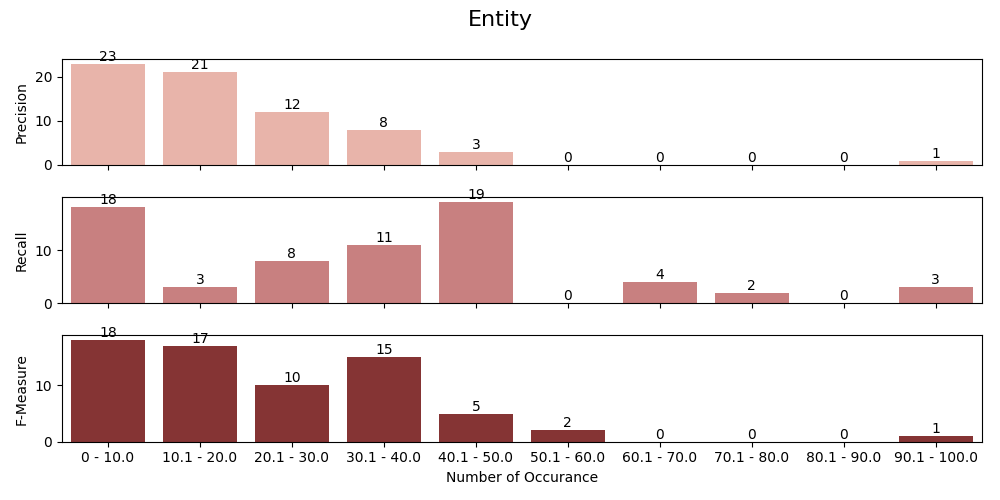 Entity
23 21 12 8 3 0 0 0 0 1
20
10
0
Precision
18 3 8 11 19 0 4 2 0 3
10
0
Recall
18 17 10 15 5 2 0 0 0 1
10
0
F-Measure
0 - 10.0 10.1 - 20.0 20.1 - 30.0 30.1 - 40.0 40.1 - 50.0 50.1 - 60.0 60.1 - 70.0 70.1 - 80.0 80.1 - 90.0 90.1 - 100.0
Number of Occurance